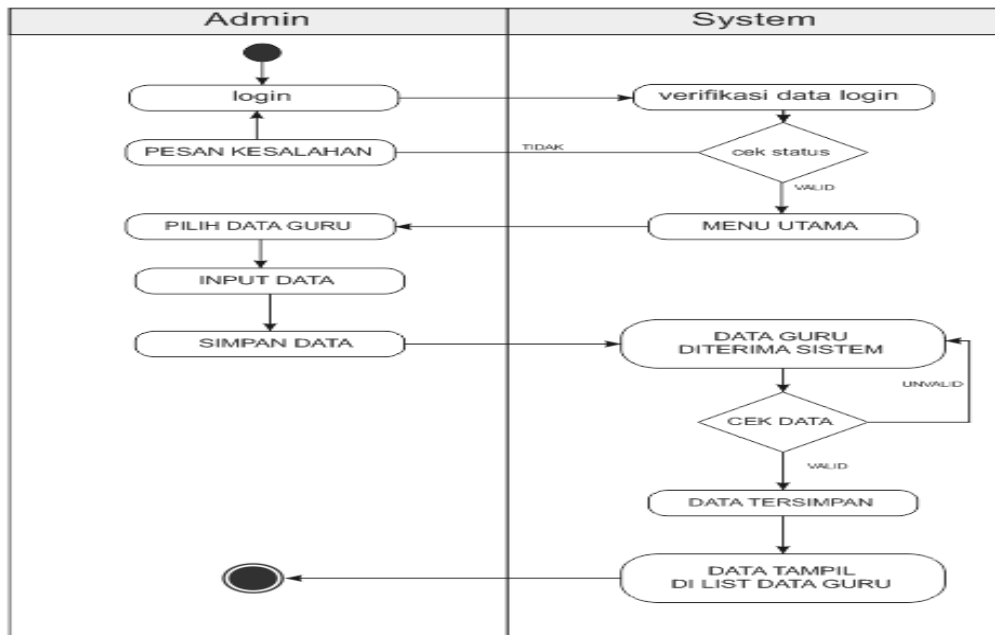 Admin
System
login
verifikasi data login
PESAN KESALAHAN
TIDAK
cek status
VALID
PILIH DATA GURU
MENU UTAMA
INPUT DATA
SIMPAN DATA
DATA GURU
DITERIMA SISTEM
UNVALID
CEK DATA
VALID
DATA TERSIMPAN
DATA TAMPIL
DI LIST DATA GURU